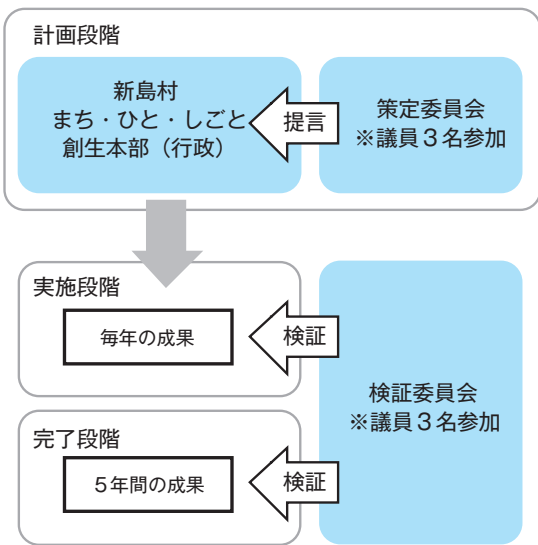 計画段階
新島村
まち・ひと・しごと
創生本部（行政）
提言
策定委員会
※議員３名参加
実施段階
毎年の成果
検証
検証委員会
※議員３名参加
完了段階
５年間の成果
検証